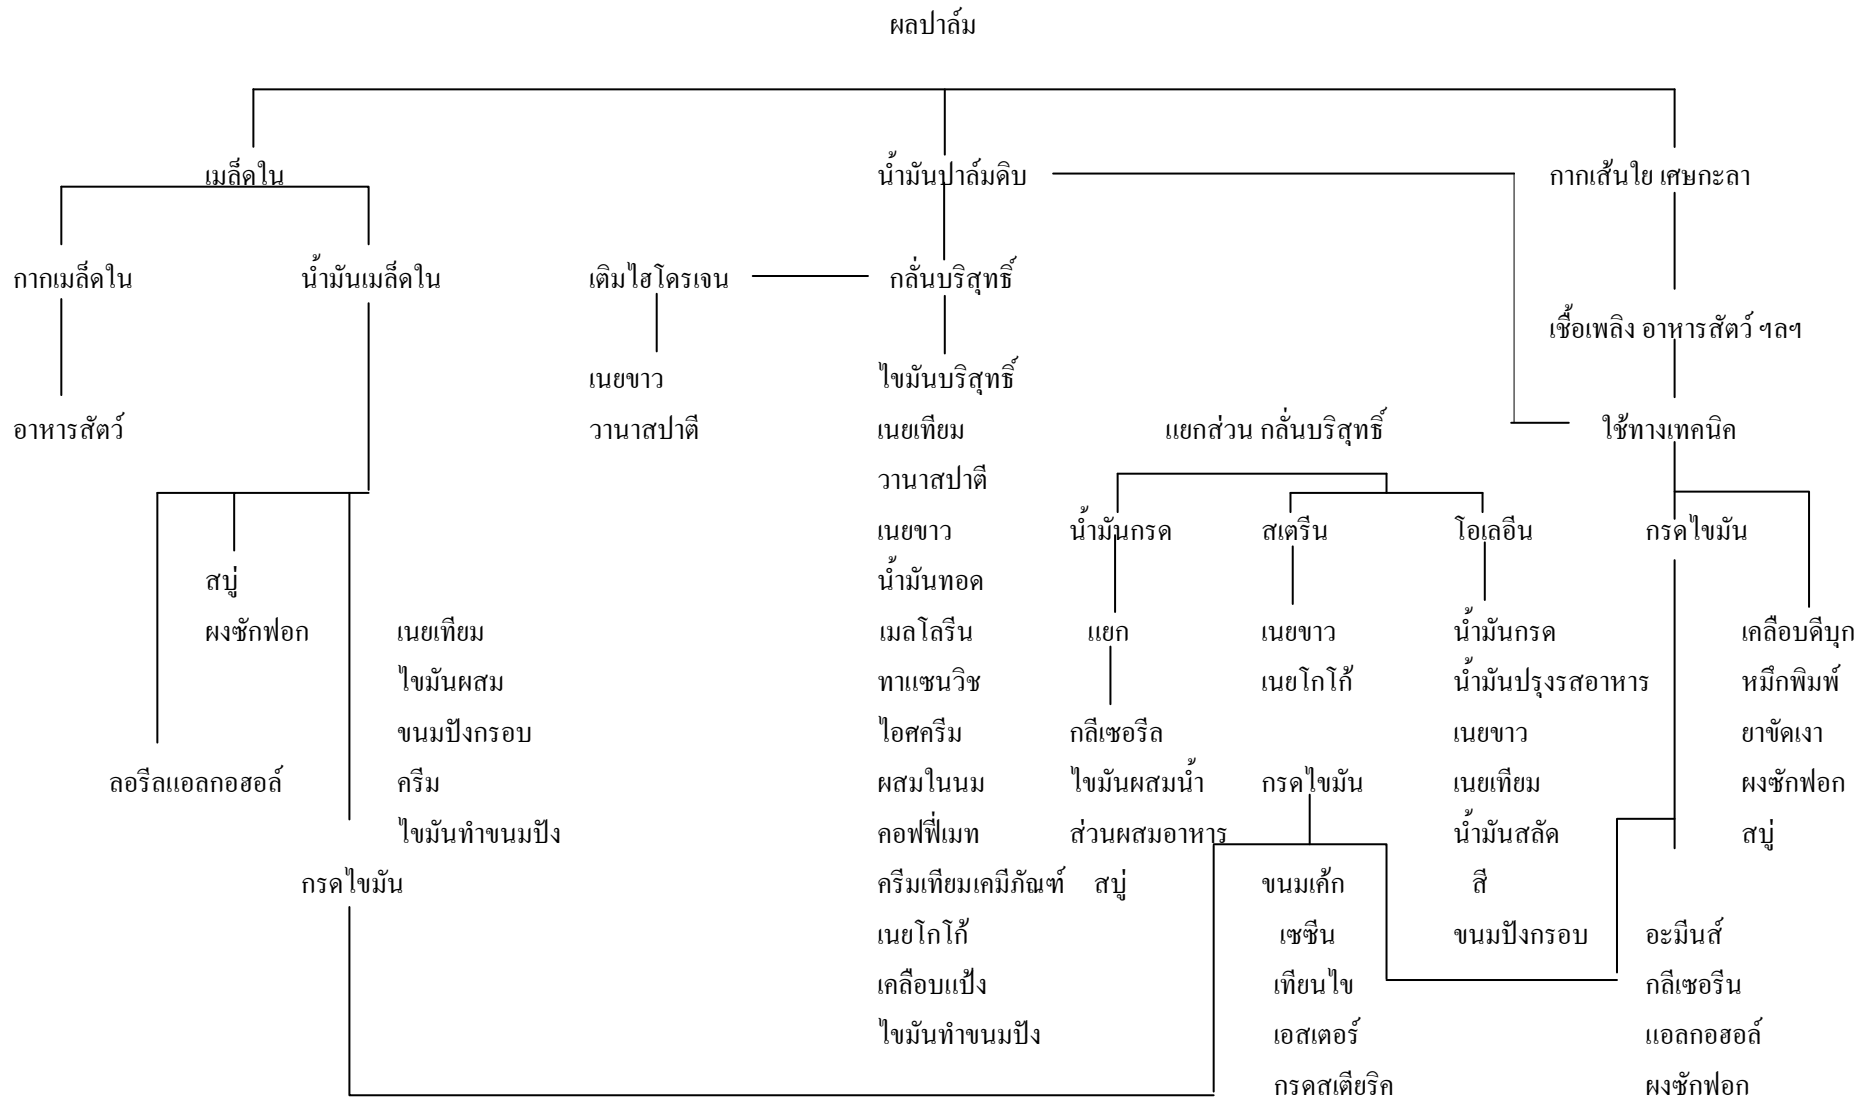 ผลปาล์ม
เมล็ดใน
น้ำมันปาล์มดิบ
กากเส้นใย เศษกะลา
กากเมล็ดใน
น้ำมันเมล็ดใน
เติมไฮโดรเจน
กลั่นบริสุทธิ์
เชื้อเพลิง อาหารสัตว์ ฯลฯ
อาหารสัตว์
เนยขาว
วานาสปาตี
ไขมันบริสุทธิ์
เนยเทียม
วานาสปาตี
เนยขาว
น้ำมันทอด
เมลโลรีน
ทาแซนวิช
ไอศครีม
ผสมในนม
คอฟฟี่เมท
ครีมเทียมเคมีภัณฑ์
เนยโกโก้
เคลือบแป้ง
ไขมันทำขนมปัง
แยกส่วน กลั่นบริสุทธิ์
ใช้ทางเทคนิค
น้ำมันกรด
สเตรีน
โอเลอีน
กรดไขมัน
สบู่
ผงซักฟอก
ลอรีลแอลกอฮอล์
เนยเทียม
ไขมันผสม
ขนมปังกรอบ
ครีม
ไขมันทำขนมปัง
กรดไขมัน
แยก
กลีเซอรีล
ไขมันผสมน้ำ
ส่วนผสมอาหาร
สบู่
เนยขาว
เนยโกโก้
กรดไขมัน
ขนมเค้ก
เซซีน
เทียนไข
เอสเตอร์
กรดสเตียริค
น้ำมันกรด
น้ำมันปรุงรสอาหาร
เนยขาว
เนยเทียม
น้ำมันสลัด
สี
ขนมปังกรอบ
เคลือบดีบุก
หมึกพิมพ์
ยาขัดเงา
ผงซักฟอก
สบู่
อะมีนส์
กลีเซอรีน
แอลกอฮอล์
ผงซักฟอก